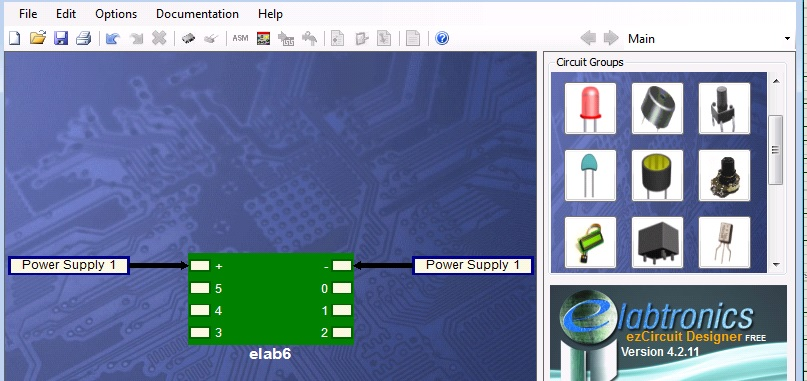 File Edit Options Documentation Help
ASM
Main
Circuit Groups
Power Supply 1
+ -
Power Supply 1
5 0
4 1
3 2
elab6
elabtronics
ezCircuit Designer FREE
Version 4.2.11